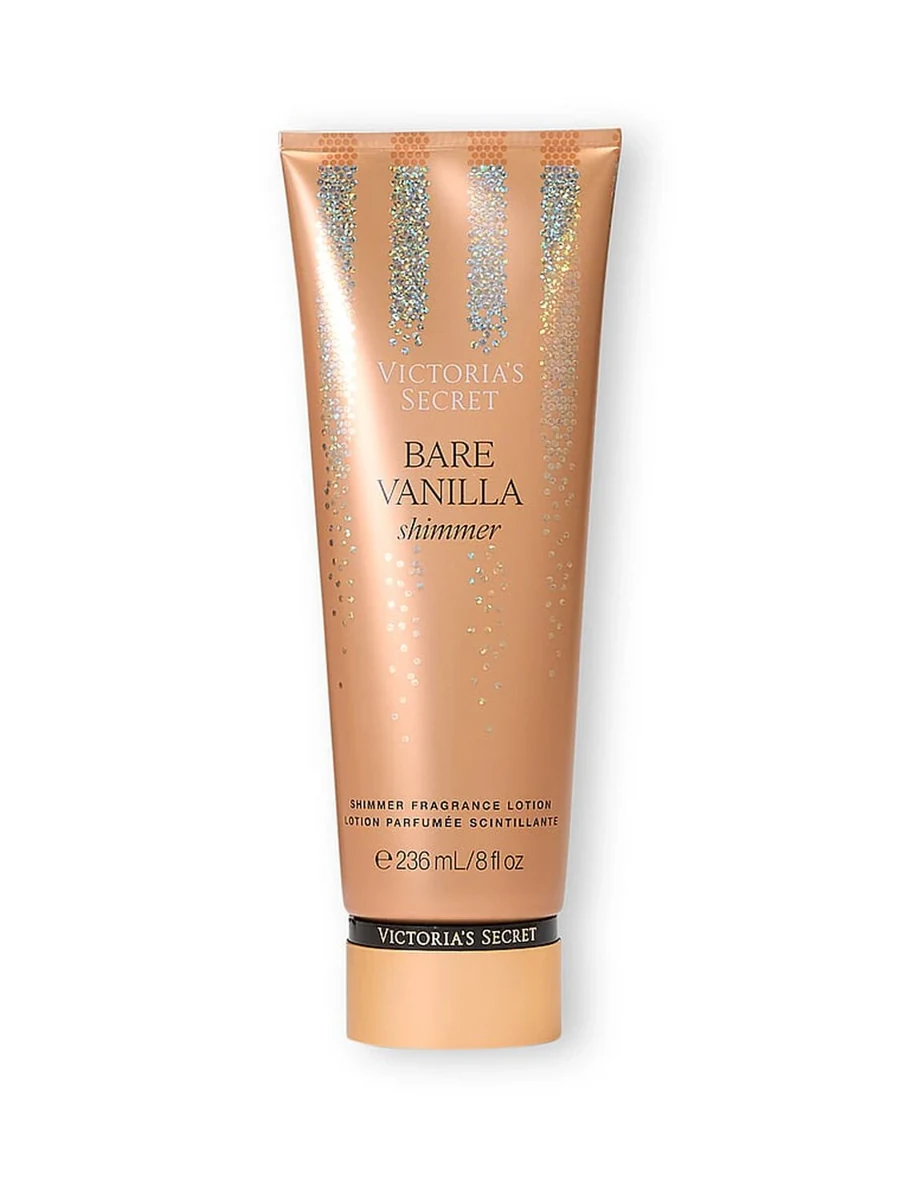 VICTORIA'S
SECRET
BARE
VANILLA
shimmer
SHIMMER FRAGRANCE LOTION
LOTION PARFUMÉE SCINTILLANTE
℮ 236 mL/8 fl oz
VICTORIA'S SECRET